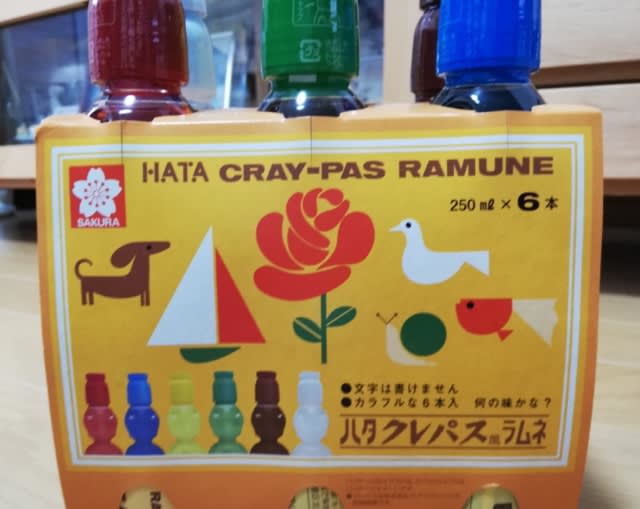 HATA CRAY-PAS RAMUNE
SAKURA
250 ㎖ × 6 本
●文字は書けません
●カラフルな6本入 何の味かな?
ハタ クレパス 風 ラムネ